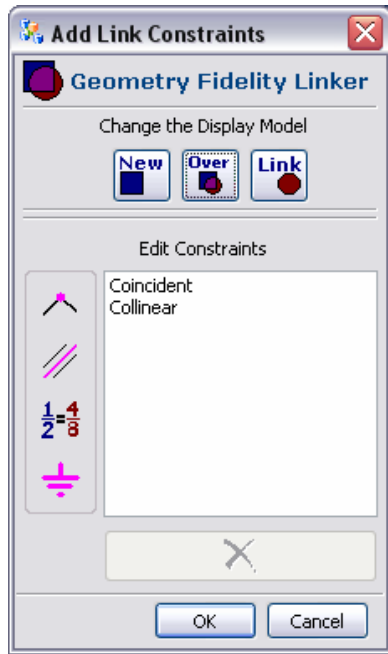 Add Link Constraints
Geometry Fidelity Linker
Change the Display Model
New Over Link
Edit Constraints
Coincident
Collinear
1/2=4/8
OK Cancel